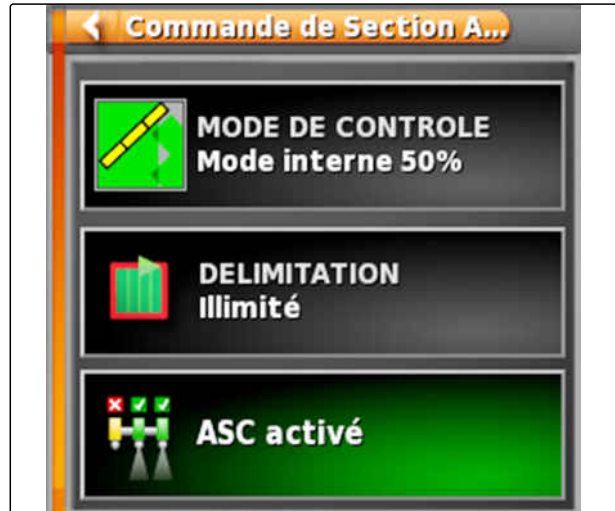 Commande de Section A...
MODE DE CONTROLE
Mode interne 50%
DELIMITATION
Illimité
ASC activé